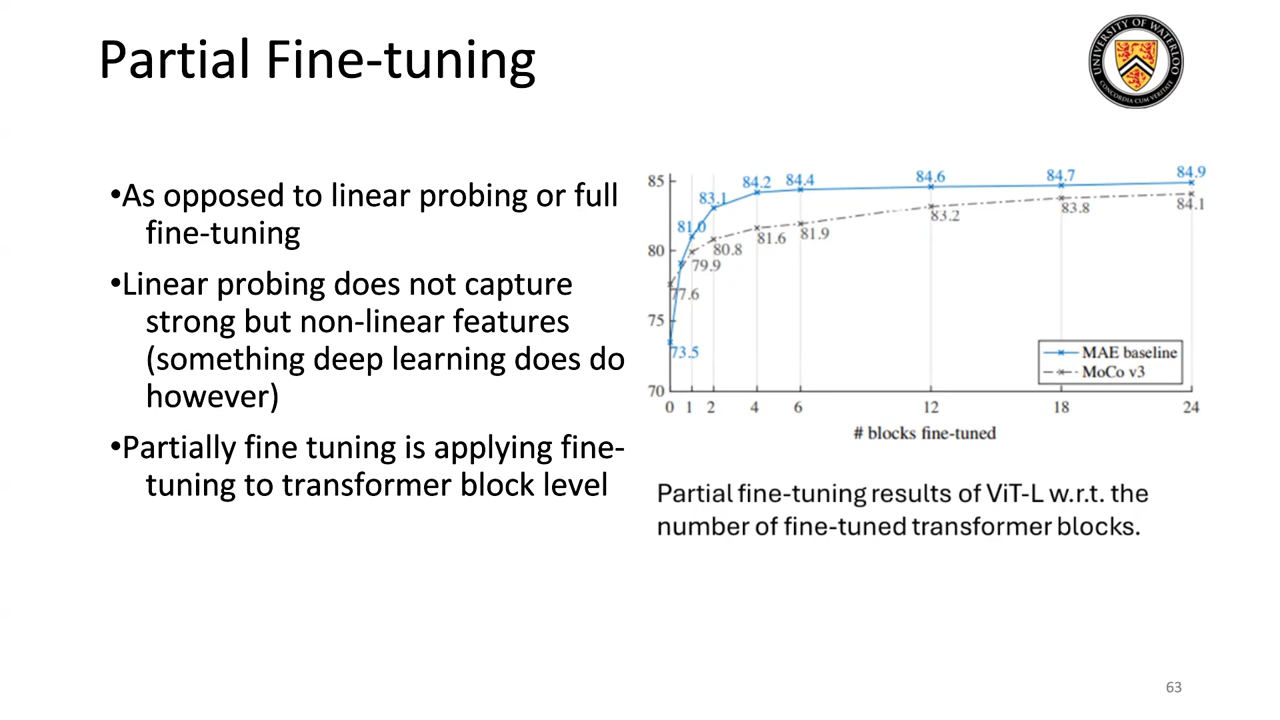 Partial Fine-tuning
UNIVERSITY OF WATERLOO
CONCORDIA CUM VERITATE
•As opposed to linear probing or full
fine-tuning
•Linear probing does not capture
strong but non-linear features
(something deep learning does do
however)
•Partially fine tuning is applying fine-
tuning to transformer block level
85
80
75
70
73.5
81.0
83.1
84.2
84.4
84.6
84.7
84.9
77.6
79.9
80.8
81.6
81.9
83.2
83.8
84.1
MAE baseline
MoCo v3
0 1 2 4 6 12 18 24
# blocks fine-tuned
Partial fine-tuning results of ViT-L w.r.t. the
number of fine-tuned transformer blocks.
63